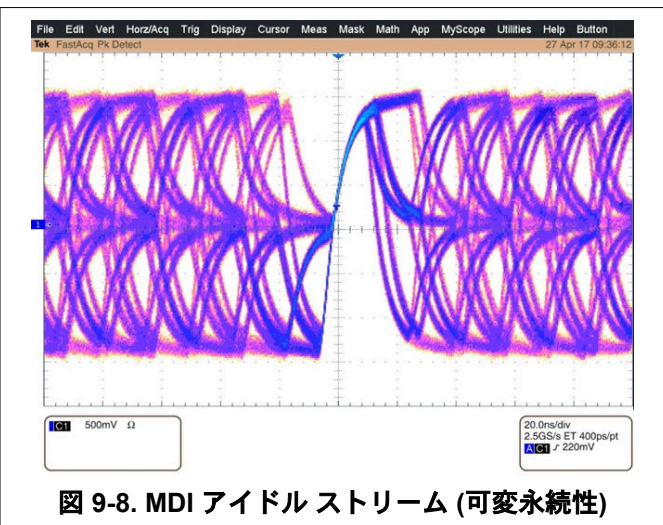 File Edit Vert Horz/Acq Trig Display Cursor Meas Mask Math App MyScope Utilities Help Button
Tek FastAcq Pk Detect 27 Apr 17 09:36:12
1
C1 500mV Ω
20.0ns/div
2.5GS/s ET 400ps/pt
A C1 ƒ 220mV
図 9-8. MDI アイドル ストリーム (可変永続性)